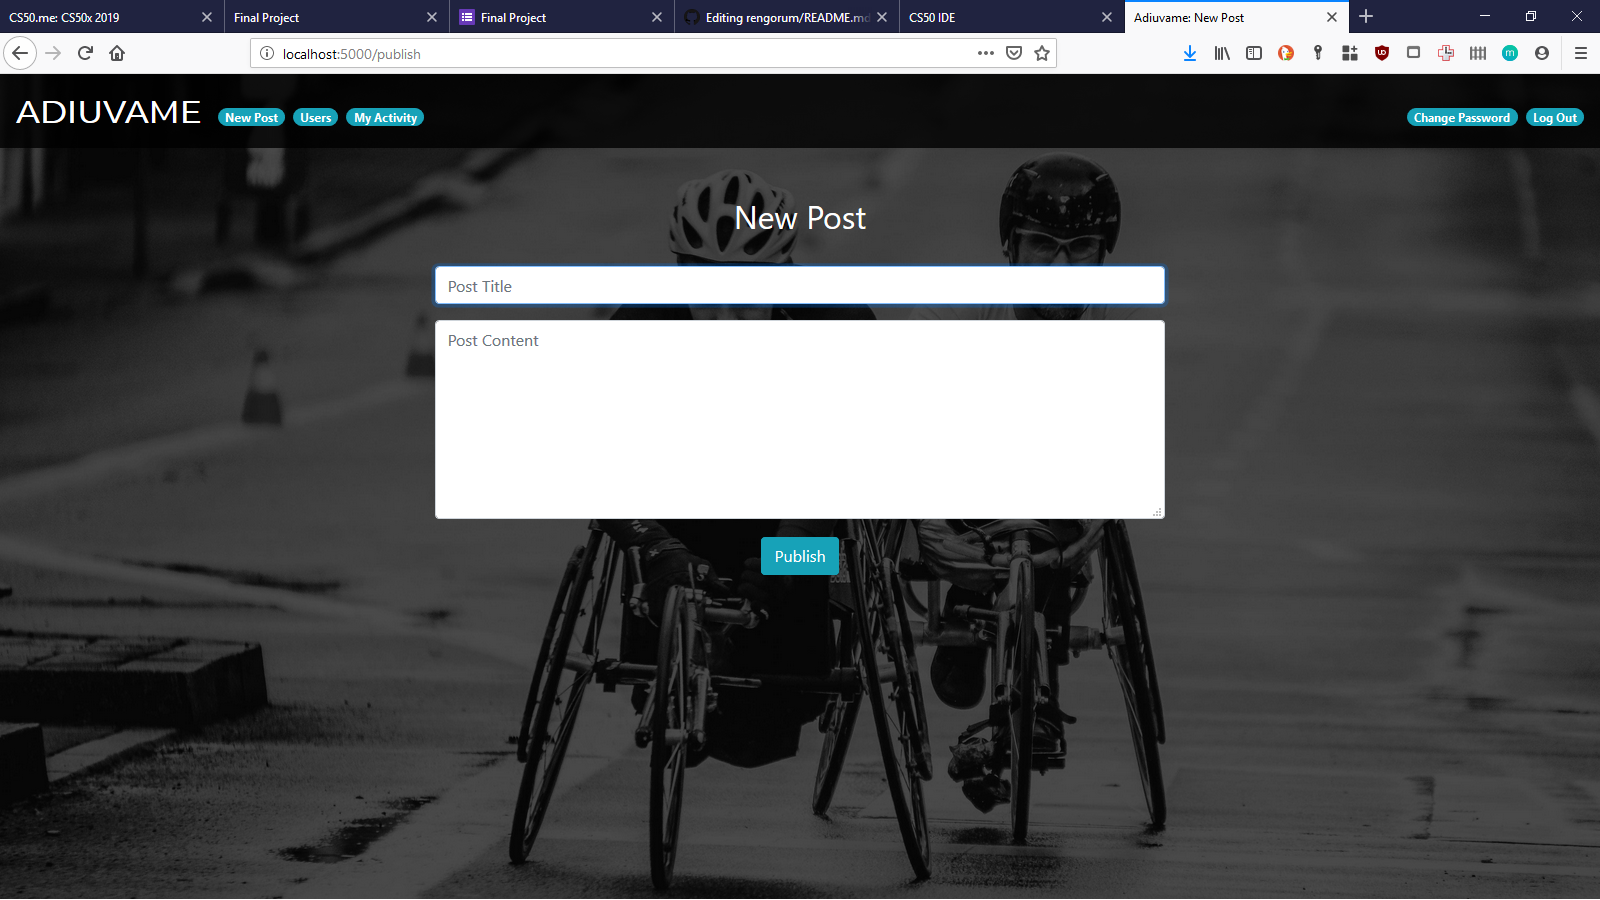 CS50.me: CS50x 2019
Final Project
Final Project
Editing rengorum/README.md
CS50 IDE
Adiuvame: New Post
localhost:5000/publish
ADIUVAME
New Post
Users
My Activity
Change Password
Log Out
New Post
Post Title
Post Content
Publish